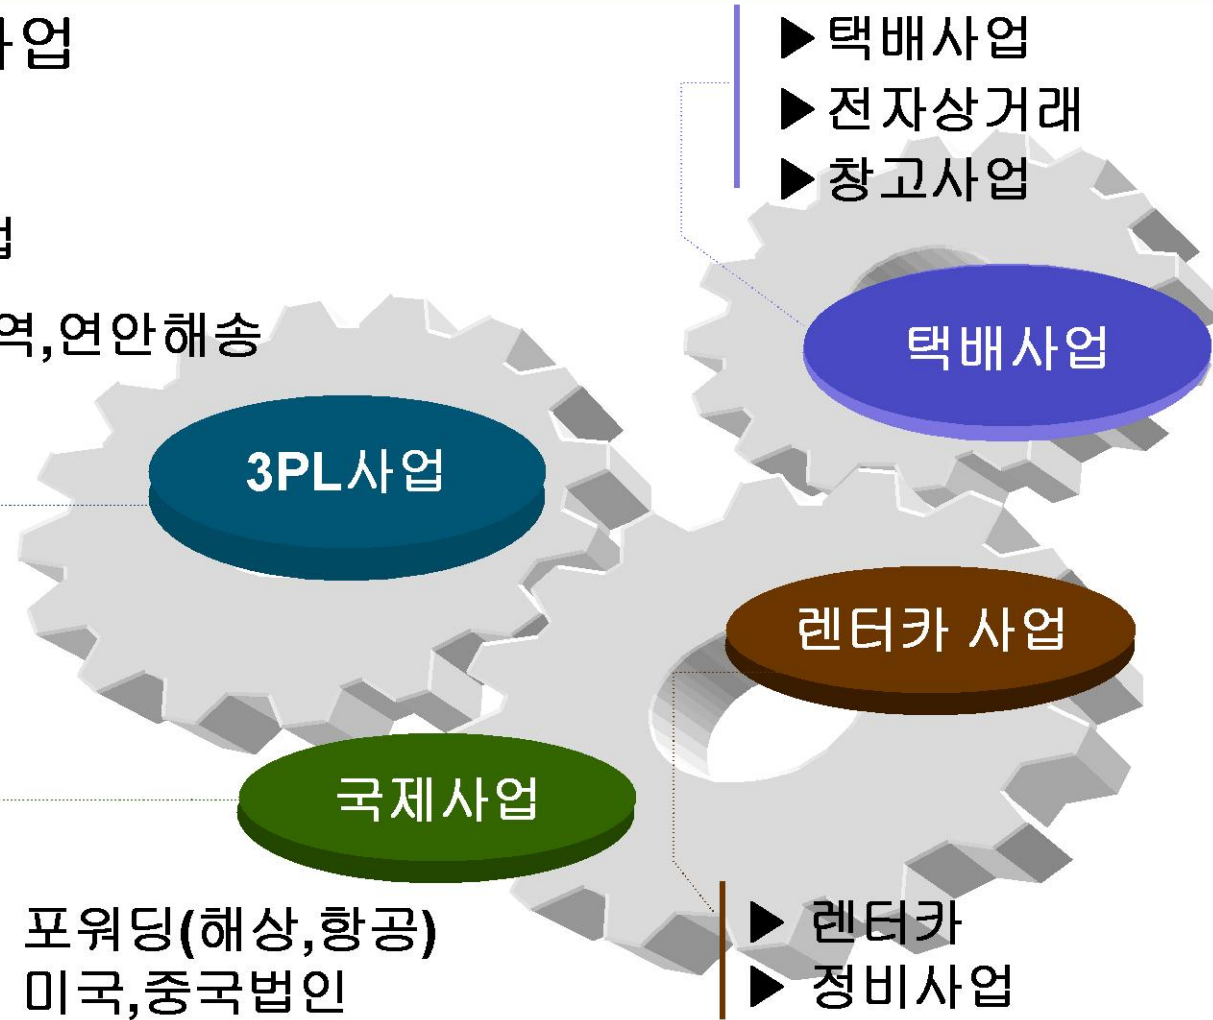 사업
▶택배사업
▶전자상거래
▶창고사업
역,연안해송
택배사업
3PL사업
렌터카 사업
국제사업
포워딩(해상,항공)
미국,중국법인
▶ 렌터카
▶ 정비사업